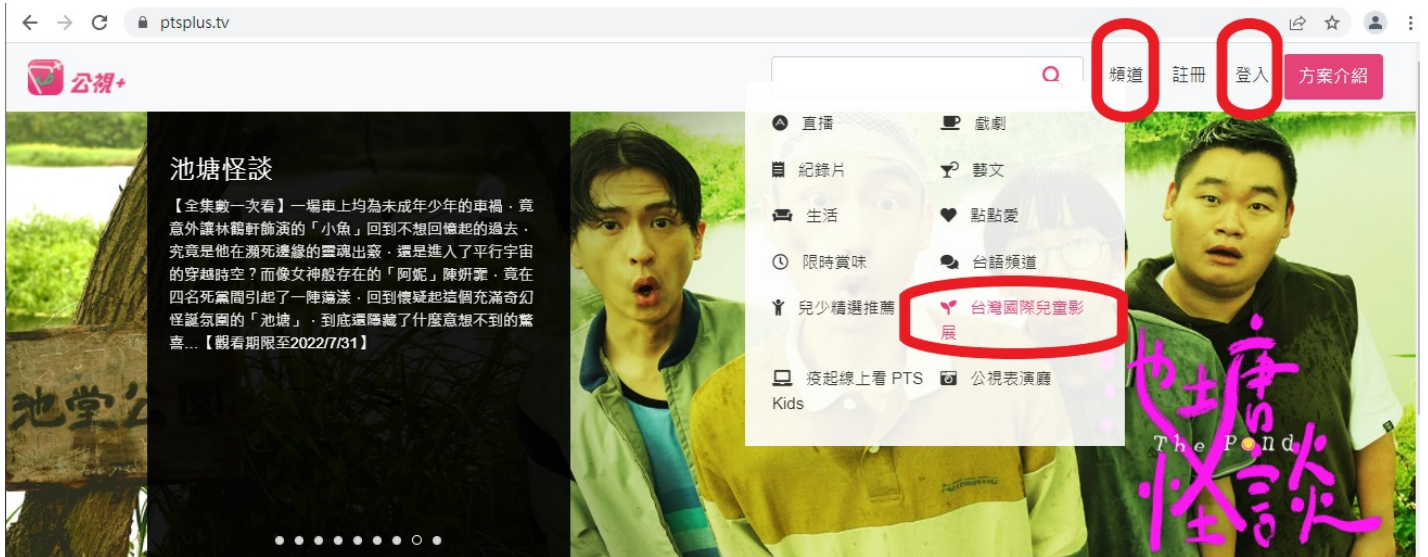 ptsplus.tv
公視+
頻道
註冊
登入
方案介紹
直播
戲劇
紀錄片
藝文
生活
點點愛
限時賞味
台語頻道
兒少精選推薦
台灣國際兒童影
展
疫起線上看 PTS
Kids
公視表演廳
池塘怪談
【全集數一次看】一場車上均為未成年少年的車禍，竟
意外讓林鶴軒飾演的「小魚」回到不想回憶起的過去，
究竟是他在瀕死邊緣的靈魂出竅，還是進入了平行宇宙
的穿越時空？而像女神般存在的「阿妮」陳妍霏，竟在
四名死黨間引起了一陣蕩漾，回到懷疑起這個充滿奇幻
怪誕氛圍的「池塘」，到底還隱藏了什麼意想不到的驚
喜...【觀看期限至2022/7/31】
池堂公園
love you
池塘怪談
The Pond